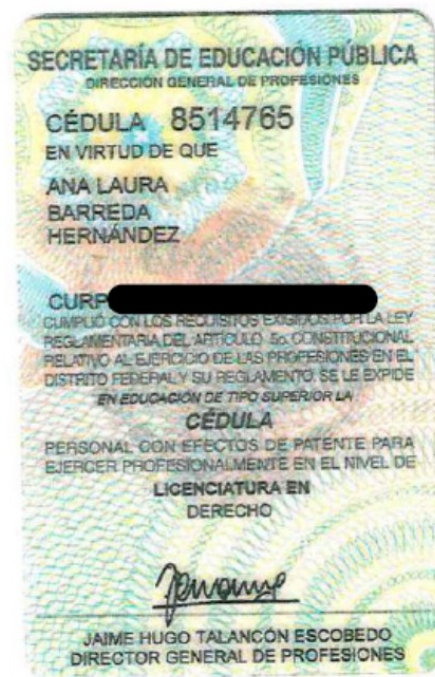 SECRETARÍA DE EDUCACIÓN PÚBLICA
DIRECCIÓN GENERAL DE PROFESIONES
CÉDULA 8514765
EN VIRTUD DE QUE
ANA LAURA
BARREDA
HERNÁNDEZ
CURP
CUMPLIÓ CON LOS REQUISITOS EXIGIDOS POR LA LEY
REGLAMENTARIA DEL ARTÍCULO 5o. CONSTITUCIONAL
RELATIVO AL EJERCICIO DE LAS PROFESIONES EN EL
DISTRITO FEDERAL Y SU REGLAMENTO SE LE EXPIDE
EN EDUCACIÓN DE TIPO SUPERIOR LA
CÉDULA
PERSONAL CON EFECTOS DE PATENTE PARA
EJERCER PROFESIONALMENTE EN EL NIVEL DE
LICENCIATURA EN
DERECHO
JAIME HUGO TALANCÓN ESCOBEDO
DIRECTOR GENERAL DE PROFESIONES